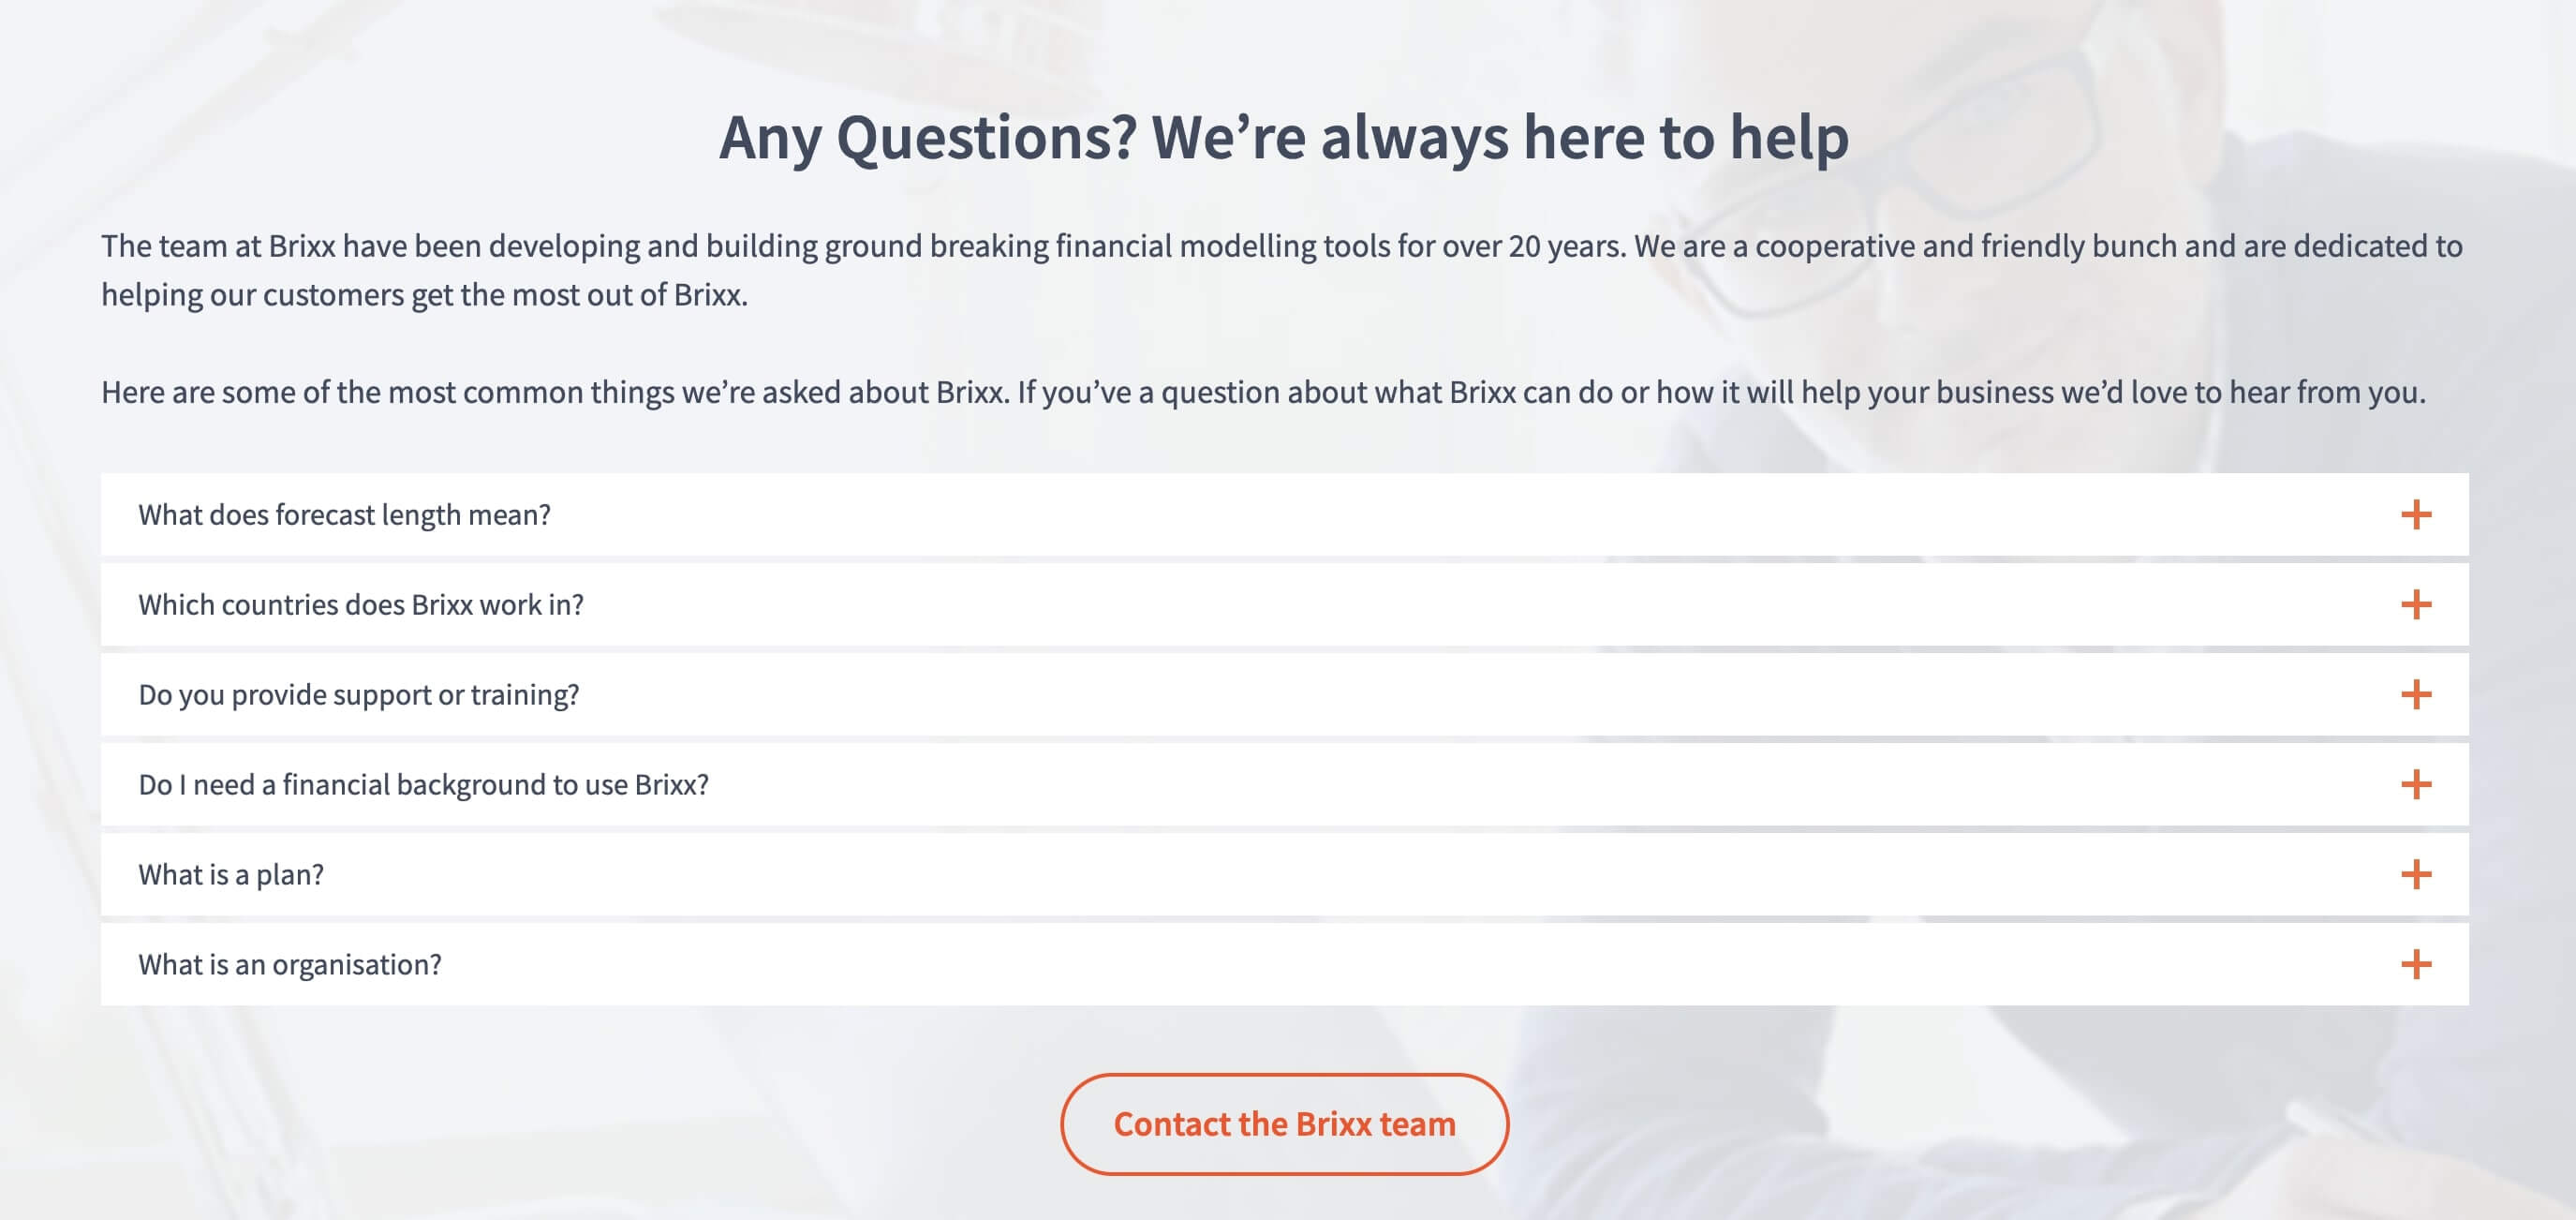 Any Questions? We’re always here to help
The team at Brixx have been developing and building ground breaking financial modelling tools for over 20 years. We are a cooperative and friendly bunch and are dedicated to
helping our customers get the most out of Brixx.
Here are some of the most common things we’re asked about Brixx. If you’ve a question about what Brixx can do or how it will help your business we’d love to hear from you.
What does forecast length mean?
Which countries does Brixx work in?
Do you provide support or training?
Do I need a financial background to use Brixx?
What is a plan?
What is an organisation?
Contact the Brixx team